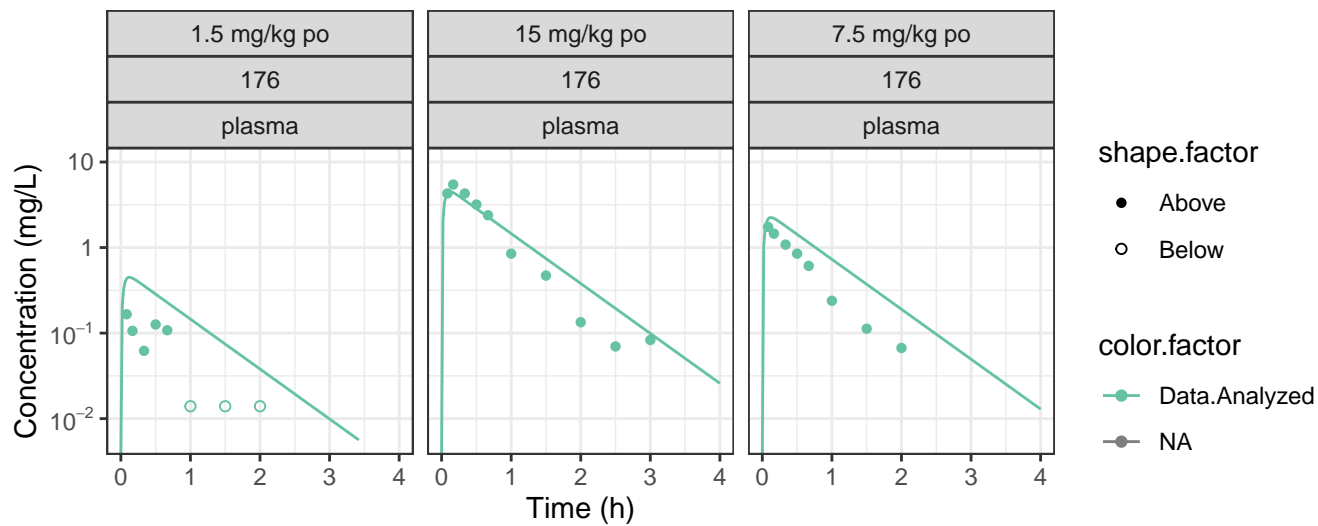 1.5 mg/kg po
15 mg/kg po
7.5 mg/kg po
176
176
176
plasma
plasma
plasma
10
1
10⁻¹
10⁻²
Concentration (mg/L)
0 1 2 3 4
0 1 2 3 4
0 1 2 3 4
Time (h)
shape.factor
Above
Below
color.factor
Data.Analyzed
NA